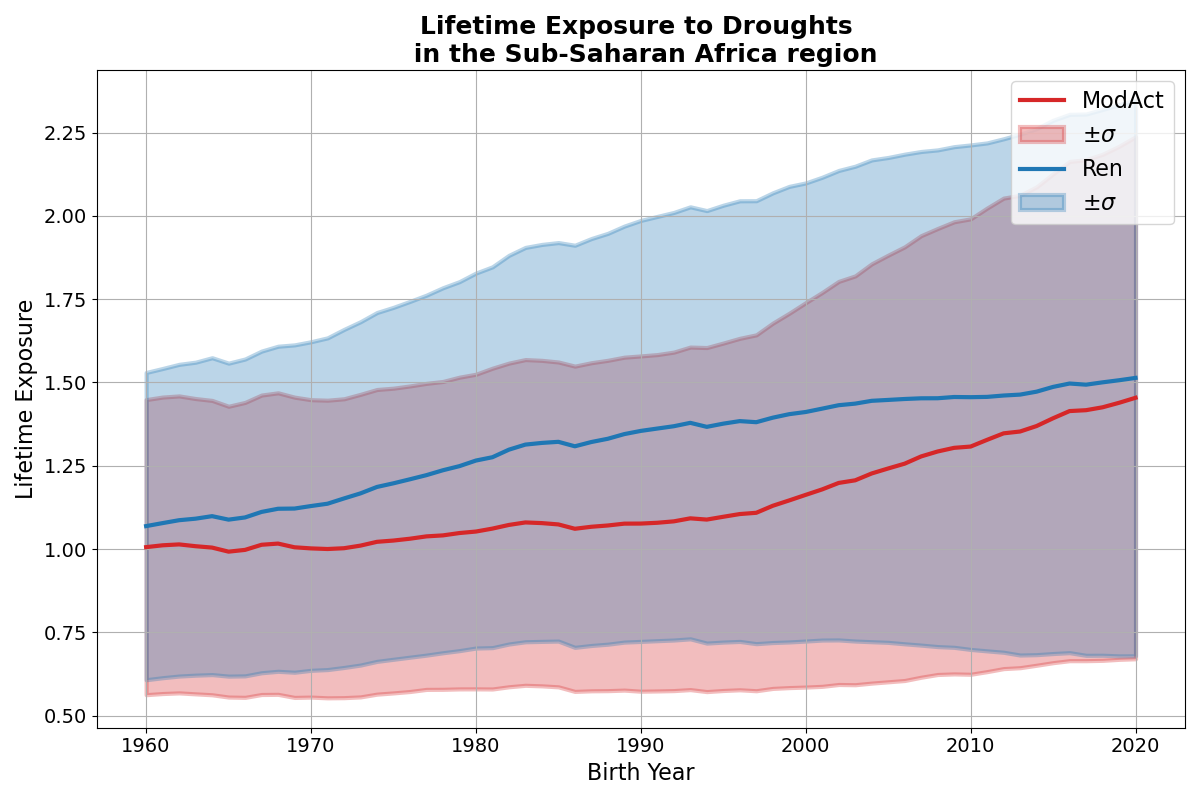 Lifetime Exposure to Droughts
in the Sub-Saharan Africa region
ModAct
±σ
Ren
±σ
2.25
2.00
1.75
1.50
1.25
1.00
0.75
0.50
Lifetime Exposure
1960 1970 1980 1990 2000 2010 2020
Birth Year